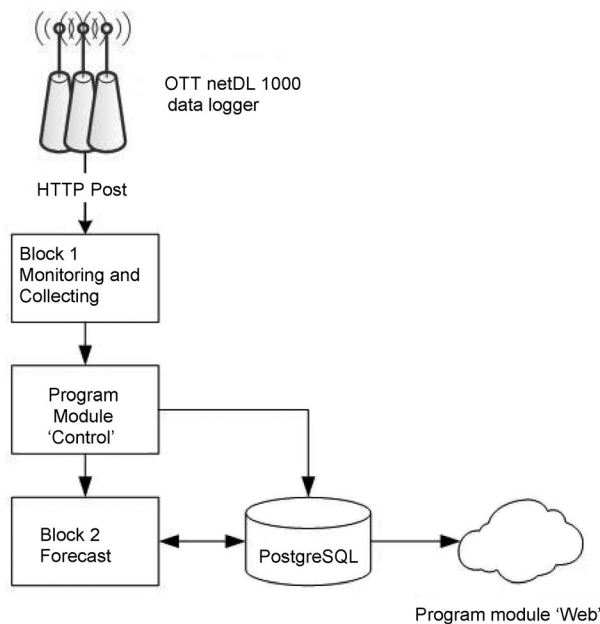 OTT netDL 1000
data logger
HTTP Post
Block 1
Monitoring and
Collecting
Program
Module
‘Control’
Block 2
Forecast
PostgreSQL
Program module ‘Web’